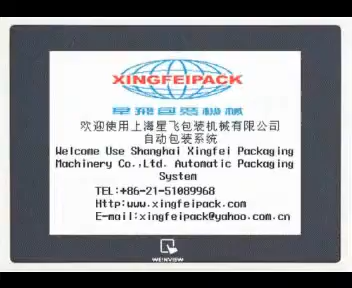 XINGFEIPACK
星飛包装機械
欢迎使用上海星飞包装机械有限公司
自动包装系统
Welcome Use Shanghai Xingfei Packaging
Machinery Co.,Ltd. Automatic Packaging
System
TEL:+86-21-51089968
Http:www.xingfeipack.com
E-mail:xingfeipack@yahoo.com.cn
WEINVIEW